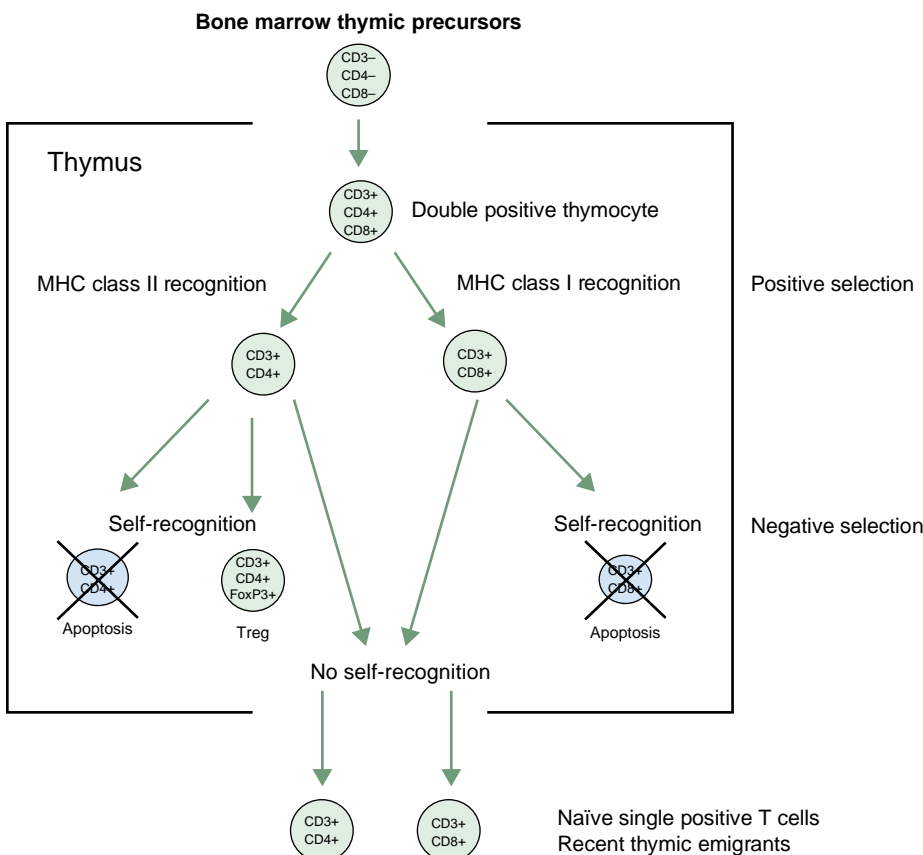 Bone marrow thymic precursors
CD3–
CD4–
CD8–
Thymus
CD3+
CD4+
CD8+
Double positive thymocyte
MHC class II recognition
MHC class I recognition
Positive selection
CD3+
CD4+
CD3+
CD8+
Self-recognition
Self-recognition
Negative selection
CD3+
CD4+
CD3+
CD4+
FoxP3+
CD3+
CD8+
Apoptosis
Treg
Apoptosis
No self-recognition
CD3+
CD4+
CD3+
CD8+
Naïve single positive T cells
Recent thymic emigrants